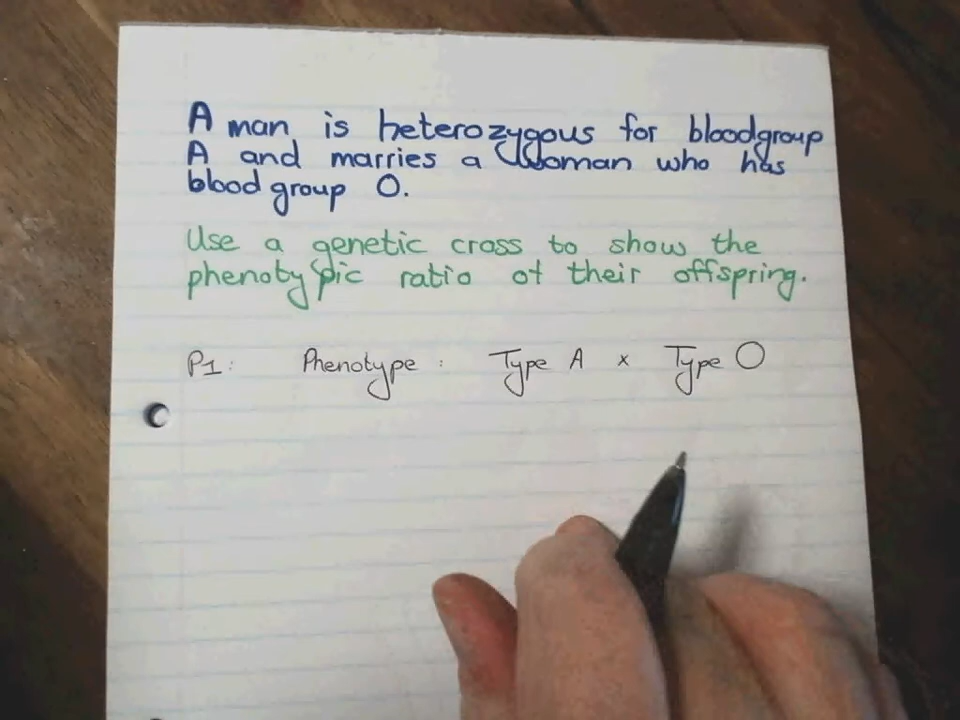 A man is heterozygous for bloodgroup
A and marries a woman who has
blood group O.
Use a genetic cross to show the
phenotypic ratio of their offspring.
P1: Phenotype : Type A x Type O